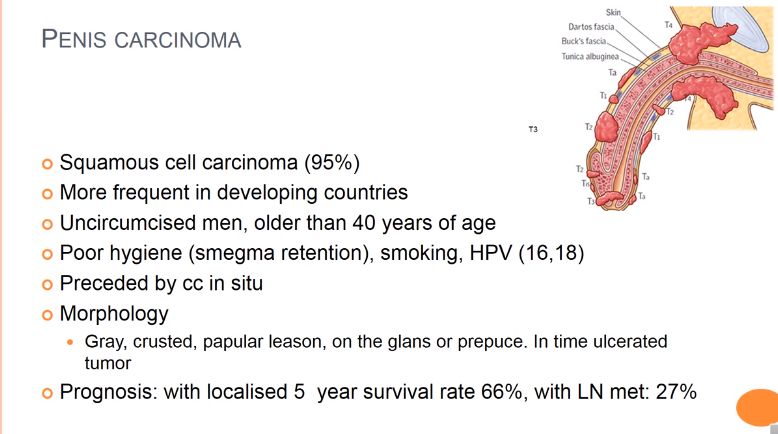 PENIS CARCINOMA
Skin
Dartos fascia
Buck's fascia
Tunica albuginea
Ta
T1
T2
T2
T3
T4
T2
T1
Ta
Ta
T3
Squamous cell carcinoma (95%)
More frequent in developing countries
Uncircumcised men, older than 40 years of age
Poor hygiene (smegma retention), smoking, HPV (16,18)
Preceded by cc in situ
Morphology
Gray, crusted, papular leason, on the glans or prepuce. In time ulcerated
tumor
Prognosis: with localised 5 year survival rate 66%, with LN met: 27%